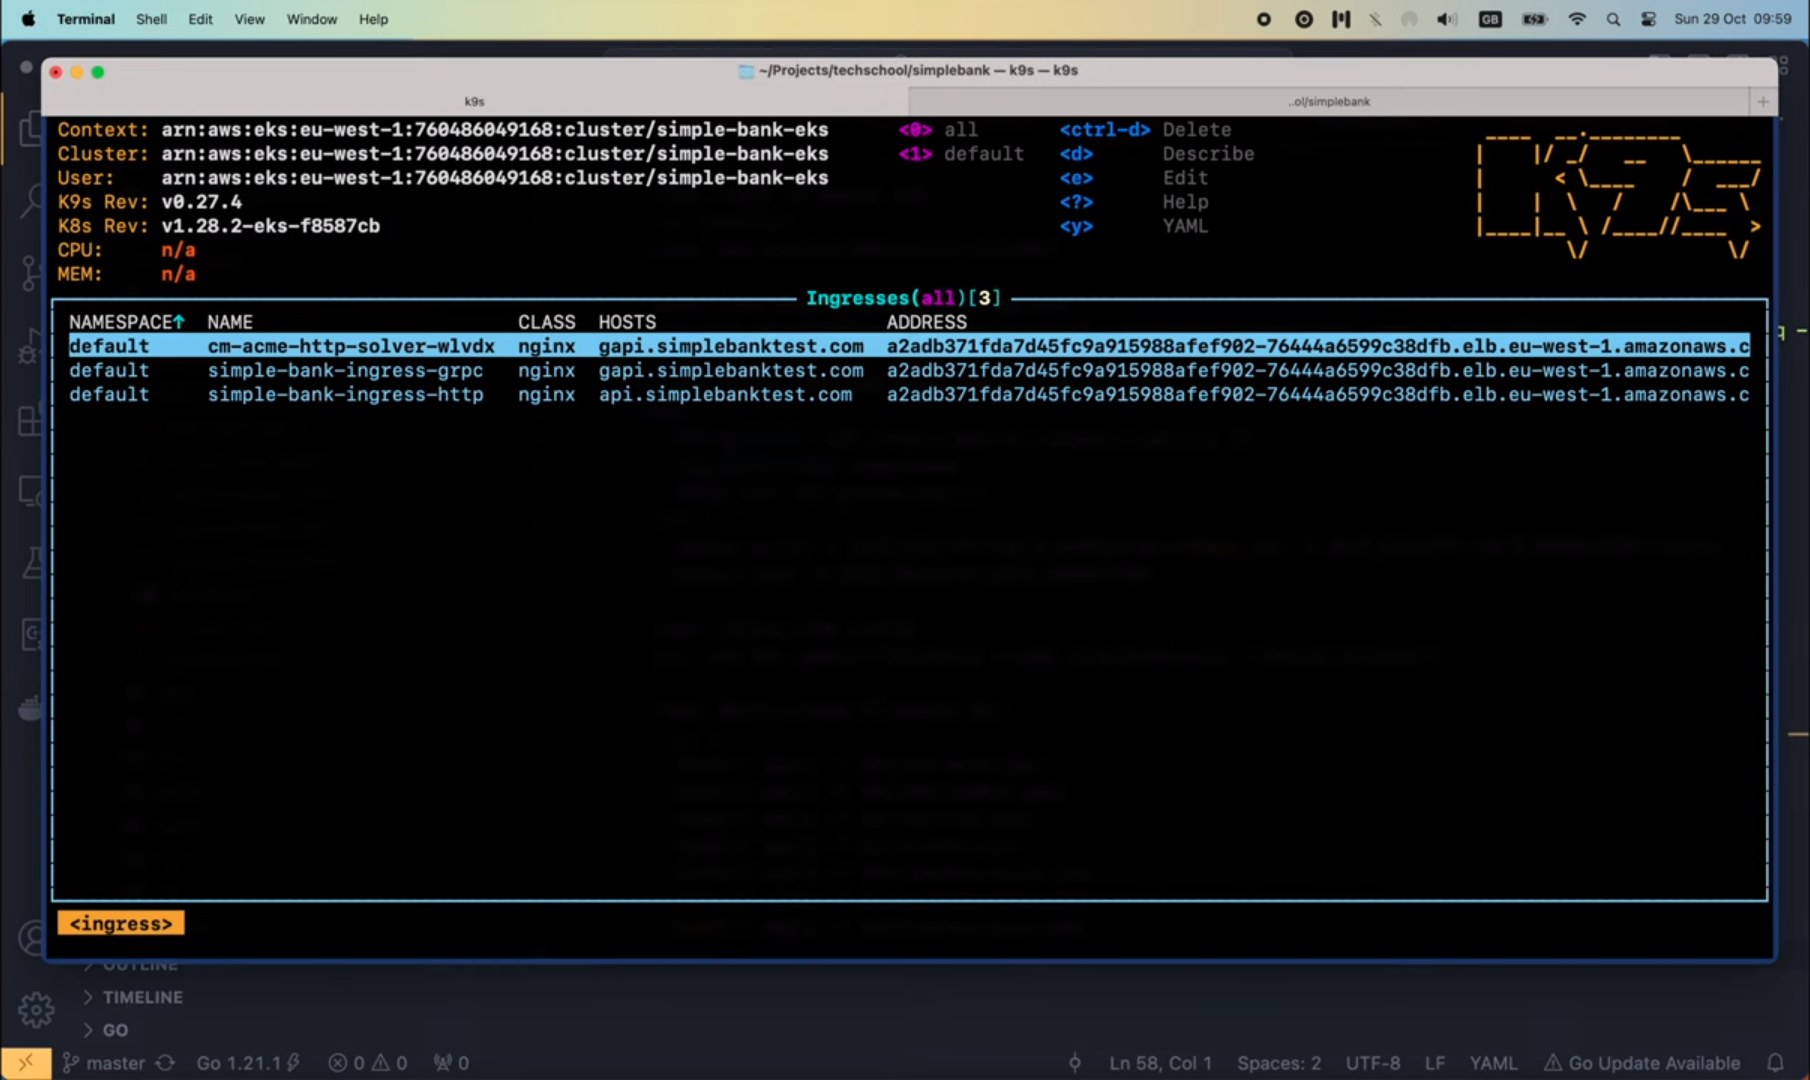 Terminal Shell Edit View Window Help GB Sun 29 Oct 09:59
~/Projects/techschool/simplebank — k9s — k9s
k9s ..ol/simplebank +
Context: arn:aws:eks:eu-west-1:760486049168:cluster/simple-bank-eks <0> all <ctrl-d> Delete
Cluster: arn:aws:eks:eu-west-1:760486049168:cluster/simple-bank-eks <1> default <d> Describe
User: arn:aws:eks:eu-west-1:760486049168:cluster/simple-bank-eks <e> Edit
K9s Rev: v0.27.4 <?> Help
K8s Rev: v1.28.2-eks-f8587cb <y> YAML
CPU: n/a
MEM: n/a
Ingresses(all)[3]
NAMESPACE↑ NAME CLASS HOSTS ADDRESS
default cm-acme-http-solver-wlvdx nginx gapi.simplebanktest.com a2adb371fda7d45fc9a915988afef902-76444a6599c38dfb.elb.eu-west-1.amazonaws.c
default simple-bank-ingress-grpc nginx gapi.simplebanktest.com a2adb371fda7d45fc9a915988afef902-76444a6599c38dfb.elb.eu-west-1.amazonaws.c
default simple-bank-ingress-http nginx api.simplebanktest.com a2adb371fda7d45fc9a915988afef902-76444a6599c38dfb.elb.eu-west-1.amazonaws.c
<ingress>
OUTLINE
TIMELINE
GO
master Go 1.21.1 0 0 0 Ln 58, Col 1 Spaces: 2 UTF-8 LF YAML Go Update Available